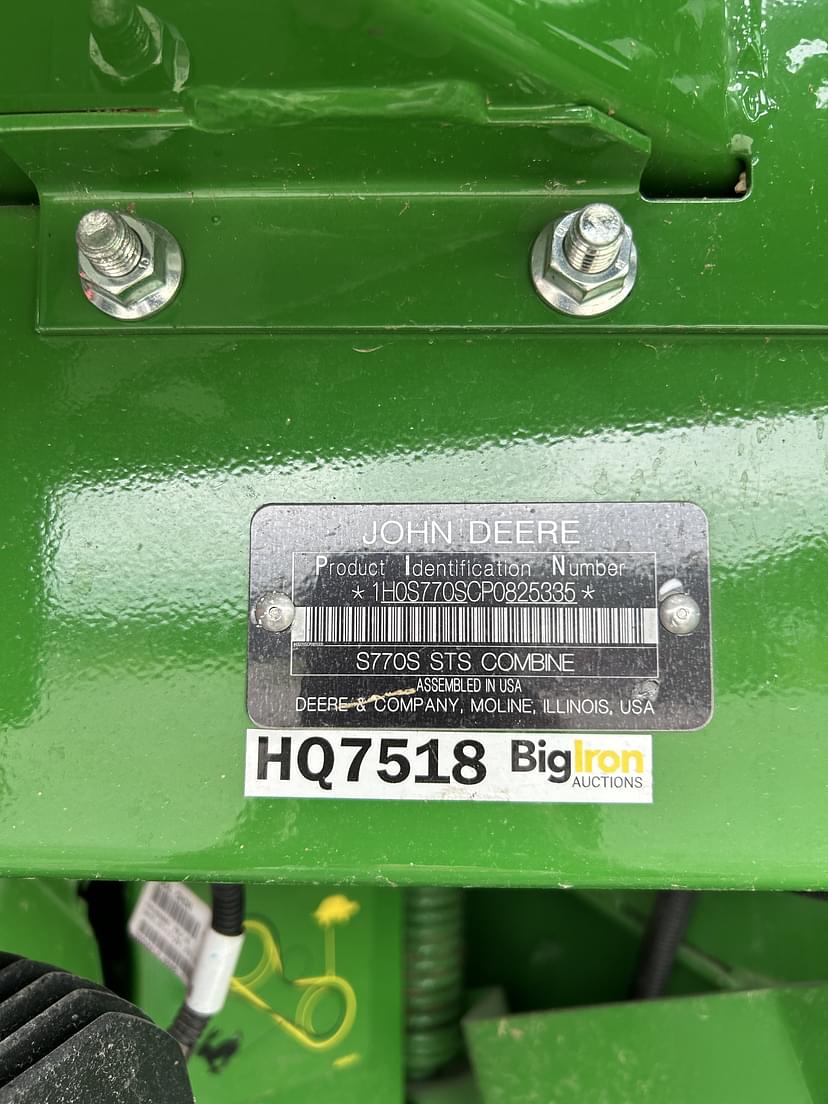 JOHN DEERE
Product Identification Number
*1H0S770SCP0825335*
S770S STS COMBINE
ASSEMBLED IN USA
DEERE & COMPANY, MOLINE, ILLINOIS, USA
HQ7518 BigIron
AUCTIONS